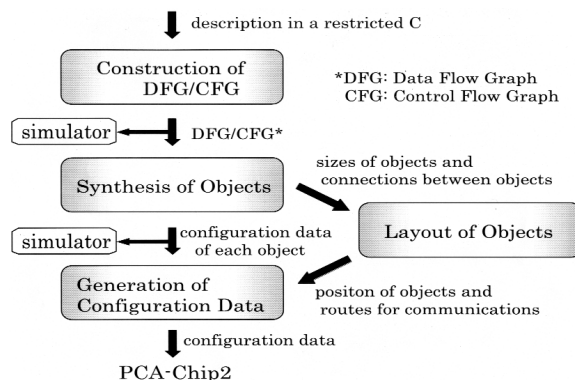 description in a restricted C
Construction of
DFG/CFG
*DFG: Data Flow Graph
CFG: Control Flow Graph
simulator
DFG/CFG*
sizes of objects and
connections between objects
Synthesis of Objects
Layout of Objects
simulator
configuration data
of each object
Generation of
Configuration Data
positon of objects and
routes for communications
configuration data
PCA-Chip2